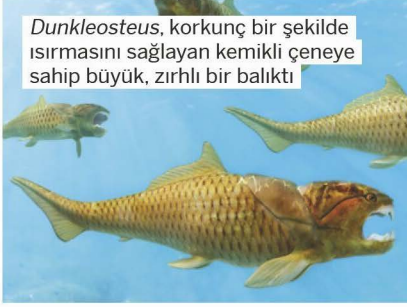 Dunkleosteus, korkunç bir şekilde
ısırmasını sağlayan kemikli çeneye
sahip büyük, zırhlı bir balıktı